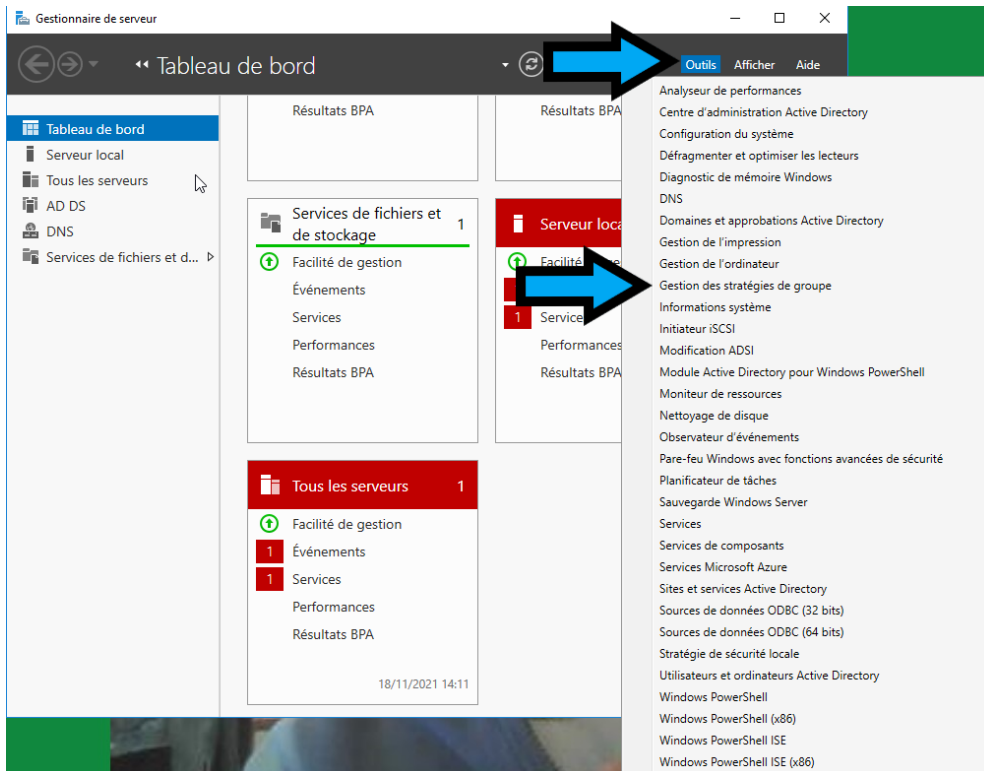 Gestionnaire de serveur
Tableau de bord
Outils Afficher Aide
Tableau de bord
Serveur local
Tous les serveurs
AD DS
DNS
Services de fichiers et d...
Résultats BPA
Résultats BPA
Services de fichiers et
de stockage
1
Facilité de gestion
Événements
Services
Performances
Résultats BPA
Serveur loca
Facilité
1
Service
Performances
Résultats BPA
Tous les serveurs 1
Facilité de gestion
1 Événements
1 Services
Performances
Résultats BPA
18/11/2021 14:11
Analyseur de performances
Centre d'administration Active Directory
Configuration du système
Défragmenter et optimiser les lecteurs
Diagnostic de mémoire Windows
DNS
Domaines et approbations Active Directory
Gestion de l'impression
Gestion de l'ordinateur
Gestion des stratégies de groupe
Informations système
Initiateur iSCSI
Modification ADSI
Module Active Directory pour Windows PowerShell
Moniteur de ressources
Nettoyage de disque
Observateur d'événements
Pare-feu Windows avec fonctions avancées de sécurité
Planificateur de tâches
Sauvegarde Windows Server
Services
Services de composants
Services Microsoft Azure
Sites et services Active Directory
Sources de données ODBC (32 bits)
Sources de données ODBC (64 bits)
Stratégie de sécurité locale
Utilisateurs et ordinateurs Active Directory
Windows PowerShell
Windows PowerShell (x86)
Windows PowerShell ISE
Windows PowerShell ISE (x86)